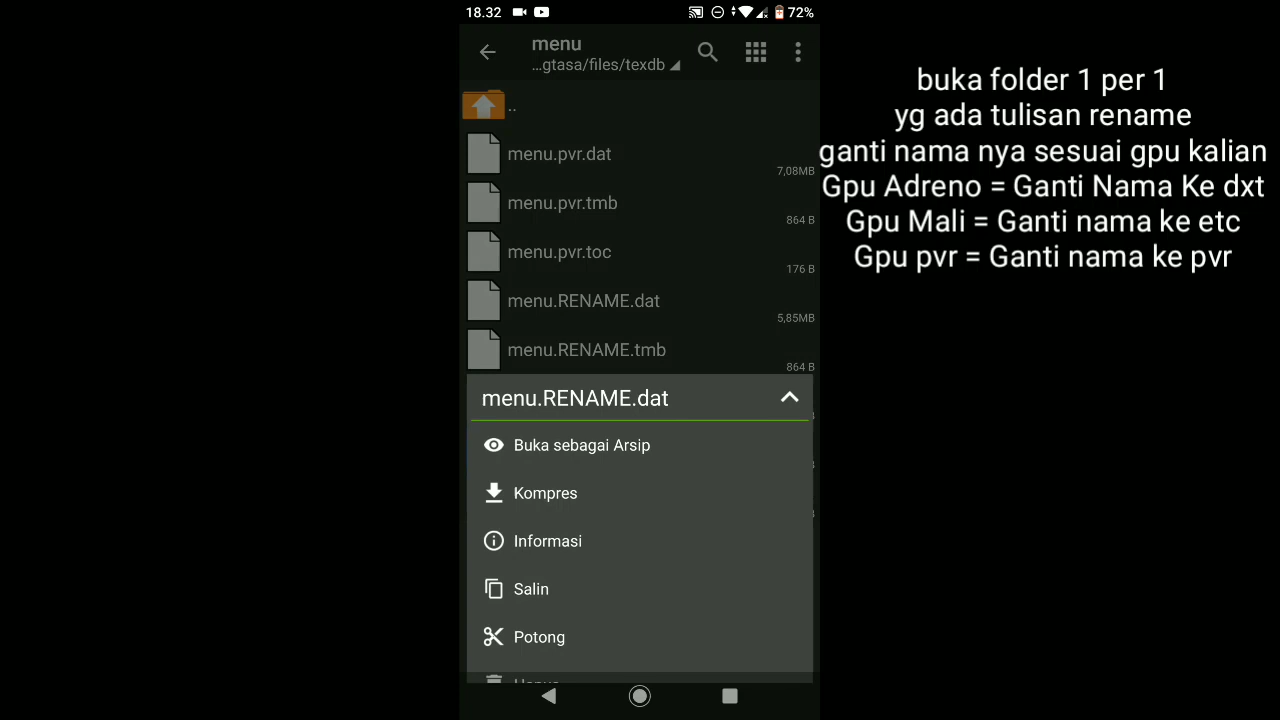 18.32
72%
menu
...gtasa/files/texdb
..
menu.pvr.dat
7,08MB
menu.pvr.tmb
864 B
menu.pvr.toc
176 B
menu.RENAME.dat
5,85MB
menu.RENAME.tmb
864 B
menu.RENAME.dat
Buka sebagai Arsip
Kompres
Informasi
Salin
Potong
buka folder 1 per 1
yg ada tulisan rename
ganti nama nya sesuai gpu kalian
Gpu Adreno = Ganti Nama Ke dxt
Gpu Mali = Ganti nama ke etc
Gpu pvr = Ganti nama ke pvr